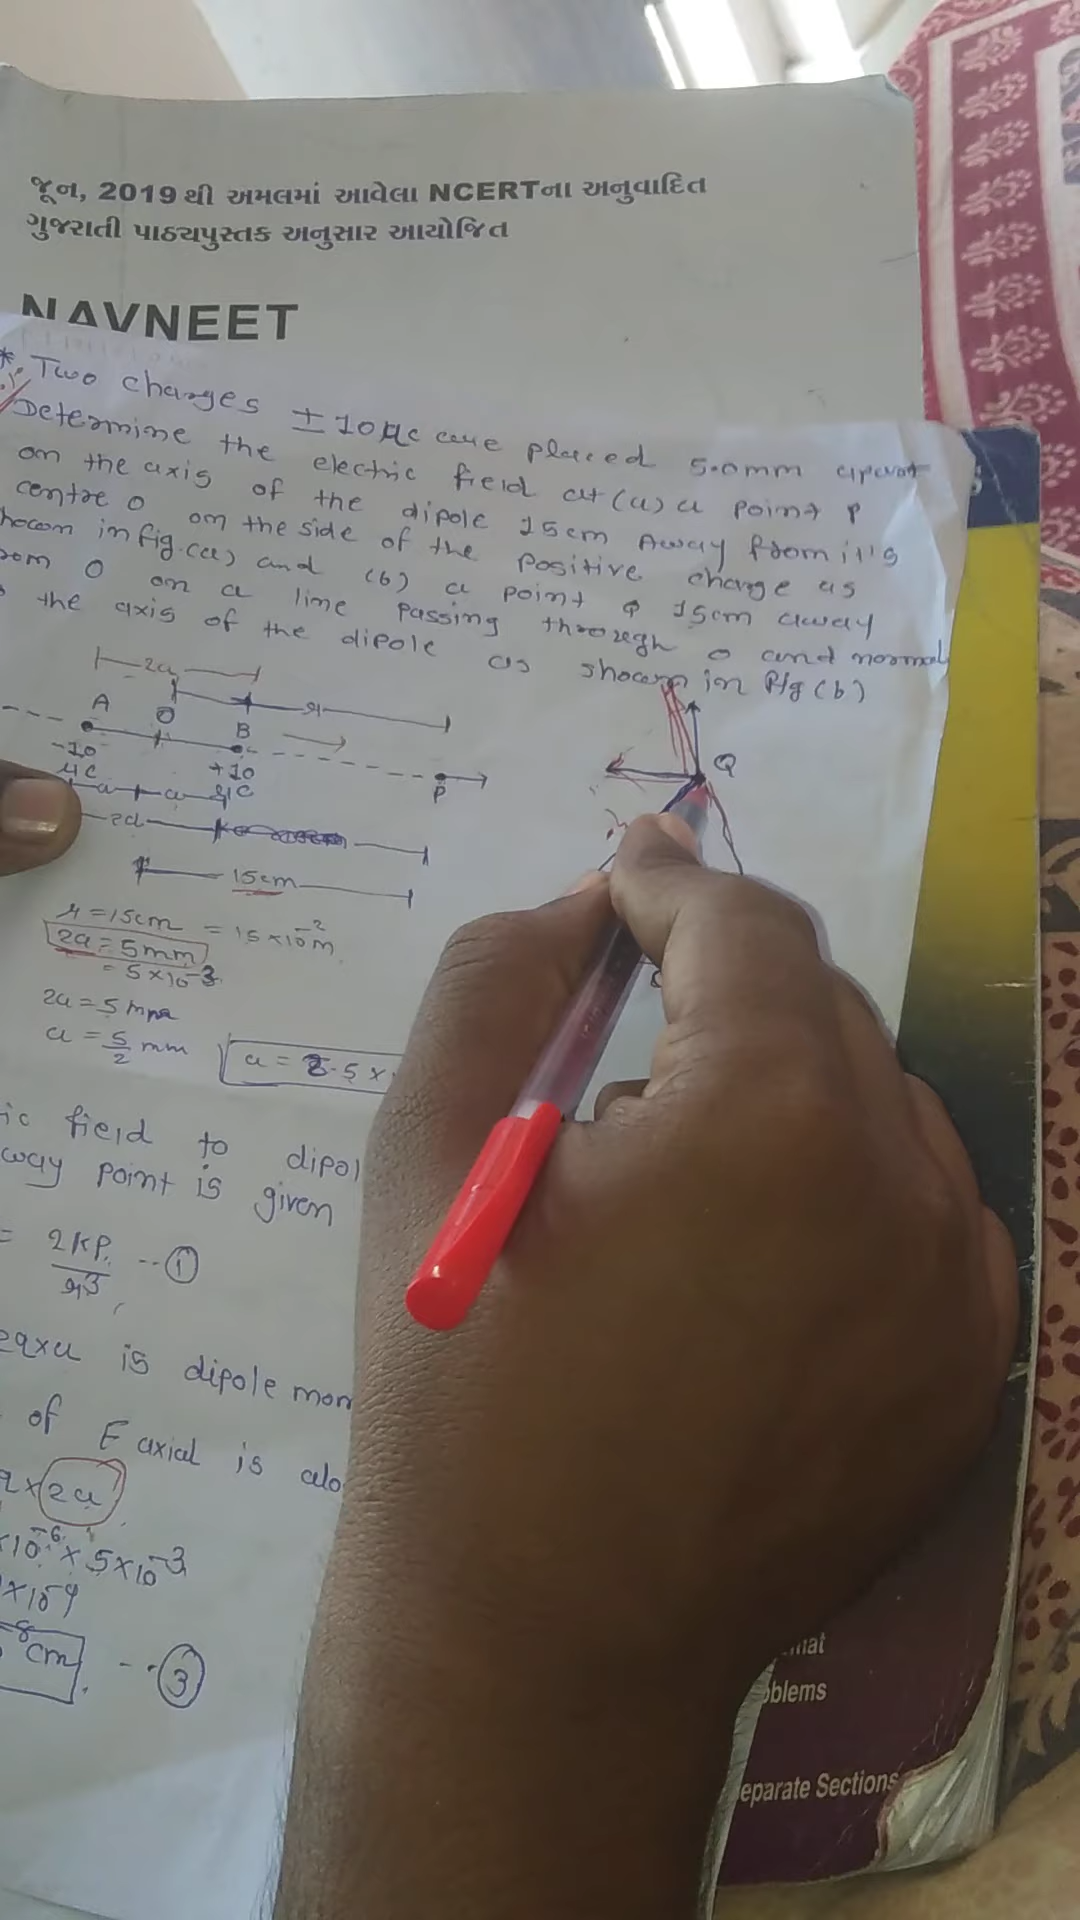 જૂન, 2019 થી અમલમાં આવેલા NCERTના અનુવાદિત
ગુજરાતી પાઠ્યપુસ્તક અનુસાર આયોજિત
NAVNEET
* Two charges ±10μc are placed 5.0mm apart
Determine the electric field at (a) a point P
on the axis of the dipole 15cm Away from it's
centre O on the side of the positive charge as
in fig.(a) and (b) a point Q 15cm away
O on a line passing through O and normal
the axis of the dipole as shown in Fig (b)
2a
A O B r
-10 μC +10 μC P
Q
a a
2a
15cm
r = 15cm = 15×10⁻² m
2a = 5mm
= 5×10⁻³
2a = 5mm
a = 5/2 mm
a = 2.5 ×
field to dipol
way point is given
= 2KP/r³ --①
is dipole mom
of E axial is alo
× 2a
×10⁻⁶ × 5×10⁻³
×10⁻⁹
⁻⁸ cm --③
oblems
eparate Sections